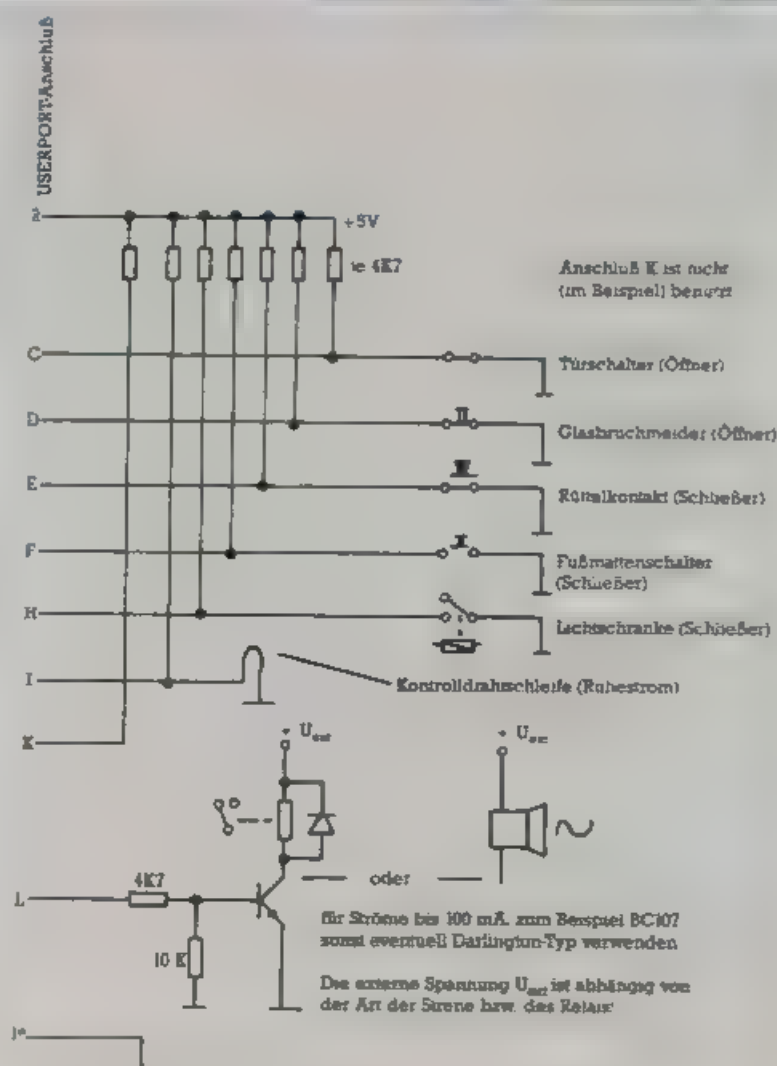 USERPORT-Anschluß
+5V
je 4K7
Anschluß K ist nicht
(im Beispiel) benutzt
C
Türschalter (Öffner)
D
Glasbruchmelder (Öffner)
E
Rüttelkontakt (Schließer)
F
Fußmattenschalter
(Schließer)
H
Lichtschranke (Schließer)
I
Kontrolldrahtschleife (Ruhestrom)
K
+ U
+ U
4K7
oder
L
10 K
für Ströme bis 100 mA zum Beispiel BC107
sonst eventuell Darlington-Typ verwenden
Die externe Spannung Uext ist abhängig von
der Art der Sirene bzw. des Relais!